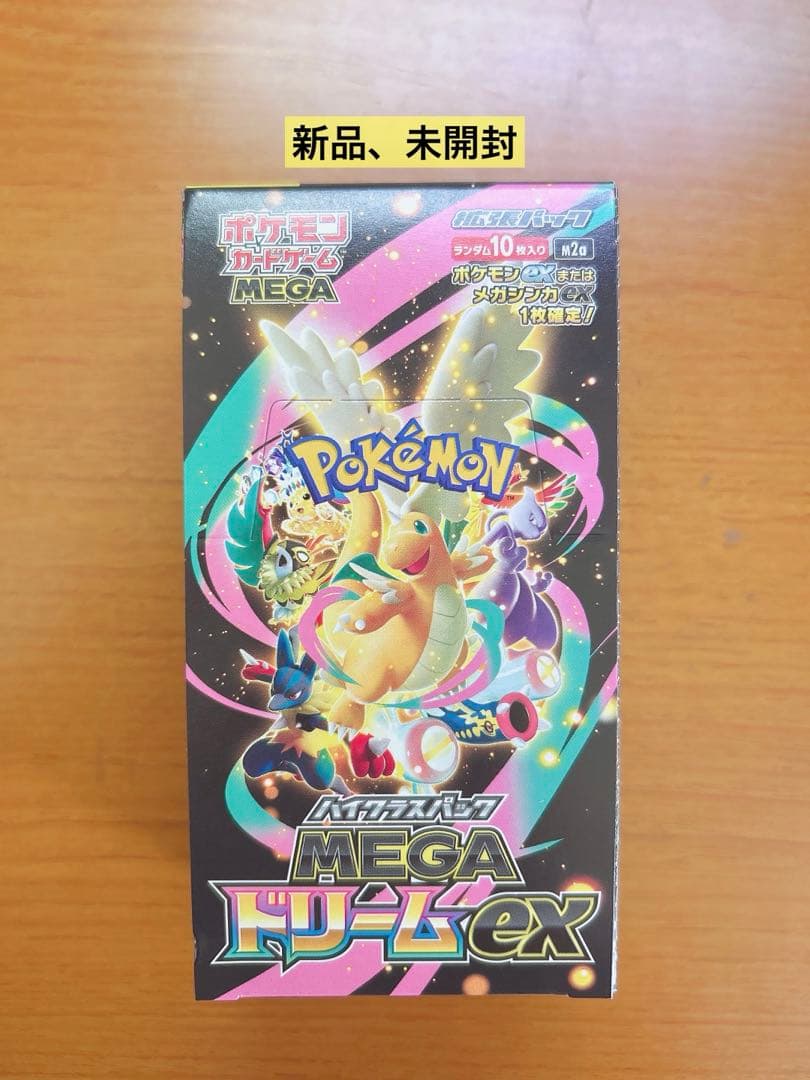 新品、未開封
ポケモン
カードゲーム
MEGA
拡張パック
ランダム10枚入り M2a
ポケモンexまたは
メガシンカex
1枚確定!
POKéMON
TM
ハイクラスパック
MEGA
ドリームex